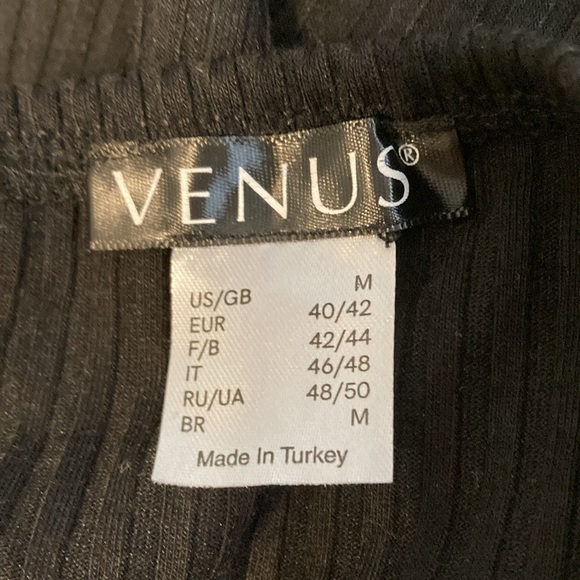 VENUS®
US/GB M
EUR 40/42
F/B 42/44
IT 46/48
RU/UA 48/50
BR M
Made In Turkey